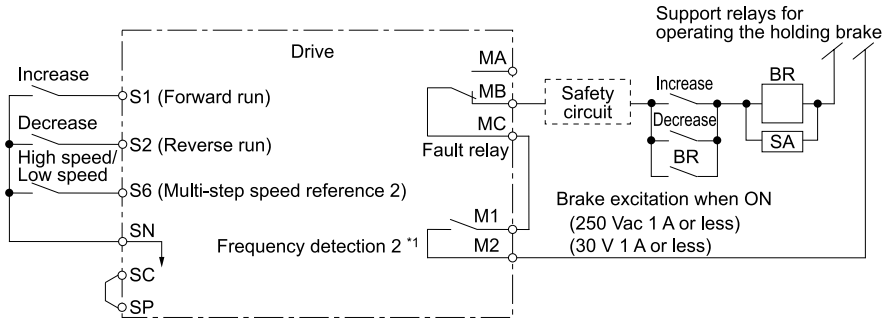 Support relays for
operating the holding brake
Drive
MA
Increase
S1 (Forward run)
MB
Safety
circuit
Increase
BR
Decrease
S2 (Reverse run)
MC
Fault relay
Decrease
SA
High speed/
Low speed
BR
S6 (Multi-step speed reference 2)
SN
M1
Brake excitation when ON
(250 Vac 1 A or less)
(30 V 1 A or less)
Frequency detection 2 *1
M2
SC
SP